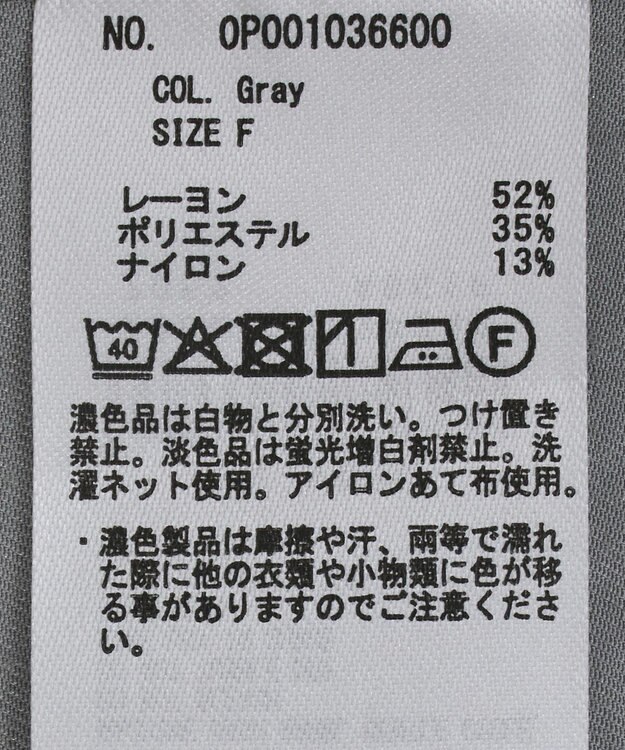 NO. 0P001036600
COL. Gray
SIZE F
レーヨン 52%
ポリエステル 35%
ナイロン 13%
40 F
濃色品は白物と分別洗い。つけ置き
禁止。淡色品は蛍光増白剤禁止。洗
濯ネット使用。アイロンあて布使用。
・濃色製品は摩擦や汗、雨等で濡れ
た際に他の衣類や小物類に色が移
る事がありますのでご注意くださ
い。